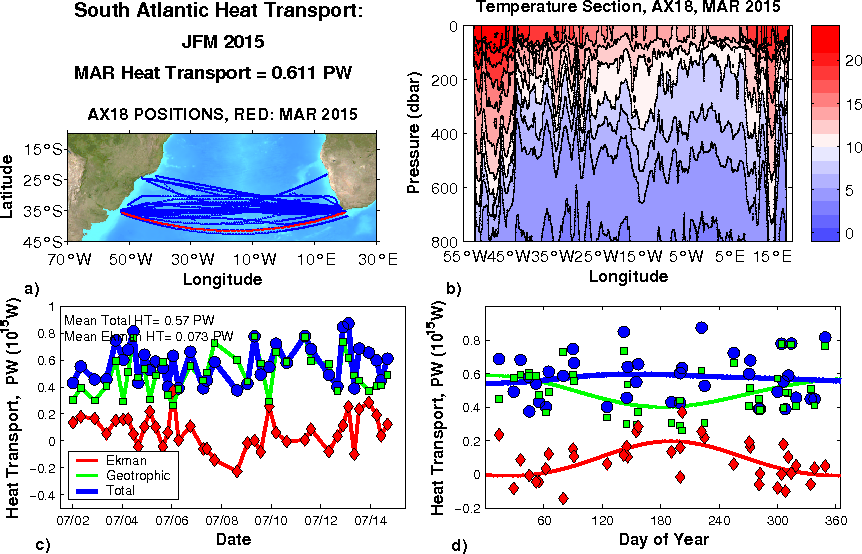 South Atlantic Heat Transport:
JFM 2015
MAR Heat Transport = 0.611 PW
AX18 POSITIONS, RED: MAR 2015
Latitude
15°S
25°S
35°S
45°S
70°W 50°W 30°W 10°W 10°E 30°E
Longitude
a)
Temperature Section, AX18, MAR 2015
Pressure (dbar)
0
200
400
600
800
55°W 45°W 35°W 25°W 15°W 5°W 5°E 15°E
Longitude
b)
20
15
10
5
0
Heat Transport, PW (10^15W)
1
0.8
0.6
0.4
0.2
0
−0.2
−0.4
Mean Total HT= 0.57 PW
Mean Ekman HT= 0.073 PW
Ekman
Geotrophic
Total
07/02 07/04 07/06 07/08 07/10 07/12 07/14
Date
c)
Heat Transport, PW (10^15W)
1
0.8
0.6
0.4
0.2
0
−0.2
60 120 180 240 300 360
Day of Year
d)